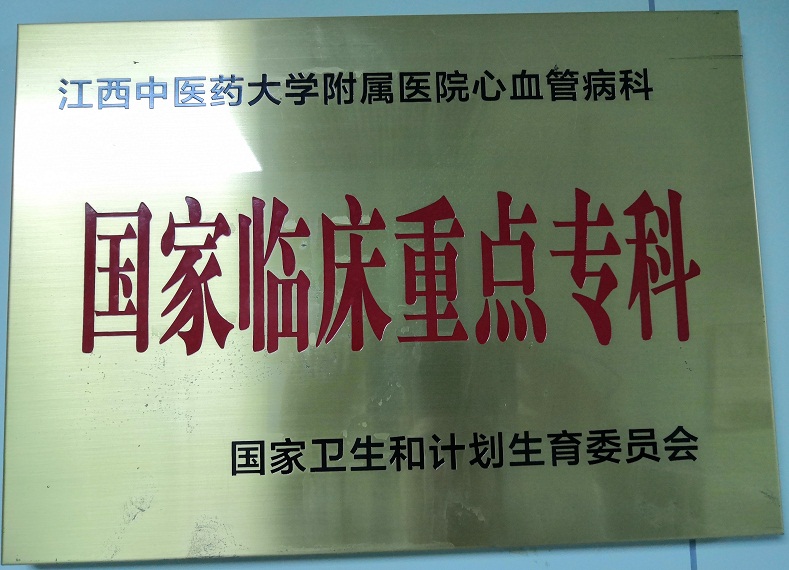 江西中医药大学附属医院心血管病科
国家临床重点专科
国家卫生和计划生育委员会